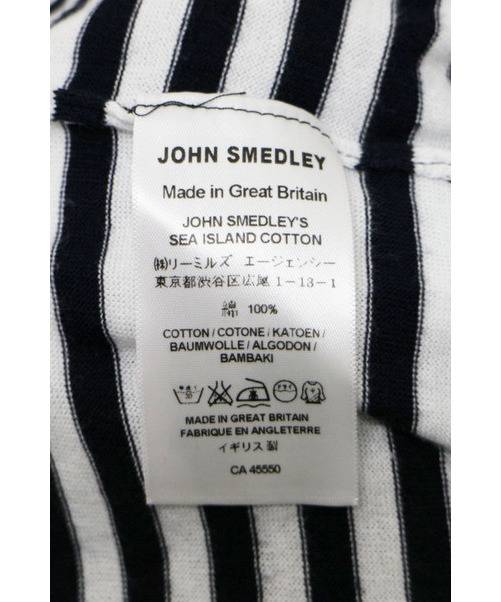 JOHN SMEDLEY
Made in Great Britain
JOHN SMEDLEY'S
SEA ISLAND COTTON
㈱リーミルズ エージェンシー
東京都渋谷区広尾 1-13-1
綿 100%
COTTON / COTONE / KATOEN /
BAUMWOLLE / ALGODON /
BAMBAKI
MADE IN GREAT BRITAIN
FABRIQUE EN ANGLETERRE
イギリス製
CA 45550